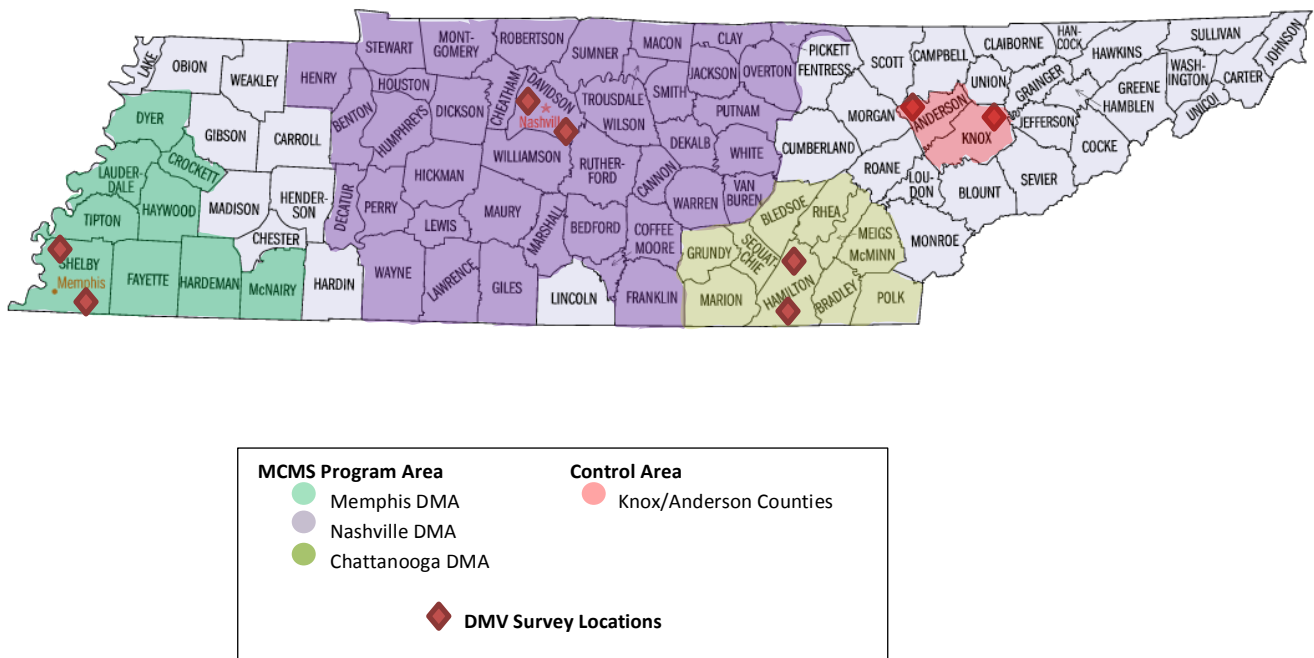 LAKE
OBION
WEAKLEY
HENRY
STEWART
MONT-
GOMERY
ROBERTSON
SUMNER
MACON
CLAY
PICKETT
FENTRESS
SCOTT
CAMPBELL
CLAIBORNE
HAN-
COCK
HAWKINS
SULLIVAN
JOHNSON
WASH-
INGTON
CARTER
UNICOI
GREENE
HAMBLEN
GRAINGER
UNION
JEFFERSON
COCKE
SEVIER
BLOUNT
KNOX
ANDERSON
MORGAN
ROANE
LOU-
DON
MONROE
CUMBERLAND
OVERTON
JACKSON
PUTNAM
SMITH
TROUSDALE
WILSON
DAVIDSON
Nashvill
CHEATHAM
DICKSON
HOUSTON
HUMPHREYS
BENTON
CARROLL
GIBSON
DYER
CROCKETT
LAUDER-
DALE
HAYWOOD
TIPTON
MADISON
HENDER-
SON
CHESTER
DECATUR
PERRY
HICKMAN
LEWIS
MAURY
WILLIAMSON
RUTHER-
FORD
CANNON
DEKALB
WHITE
VAN
BUREN
WARREN
COFFEE
MOORE
BEDFORD
MARSHALL
SHELBY
Memphis
FAYETTE
HARDEMAN
McNAIRY
HARDIN
WAYNE
LAWRENCE
GILES
LINCOLN
FRANKLIN
GRUNDY
SEQUAT
CHIE
BLEDSOE
RHEA
MEIGS
McMINN
MARION
HAMILTON
BRADLEY
POLK
MCMS Program Area
Memphis DMA
Nashville DMA
Chattanooga DMA
Control Area
Knox/Anderson Counties
DMV Survey Locations